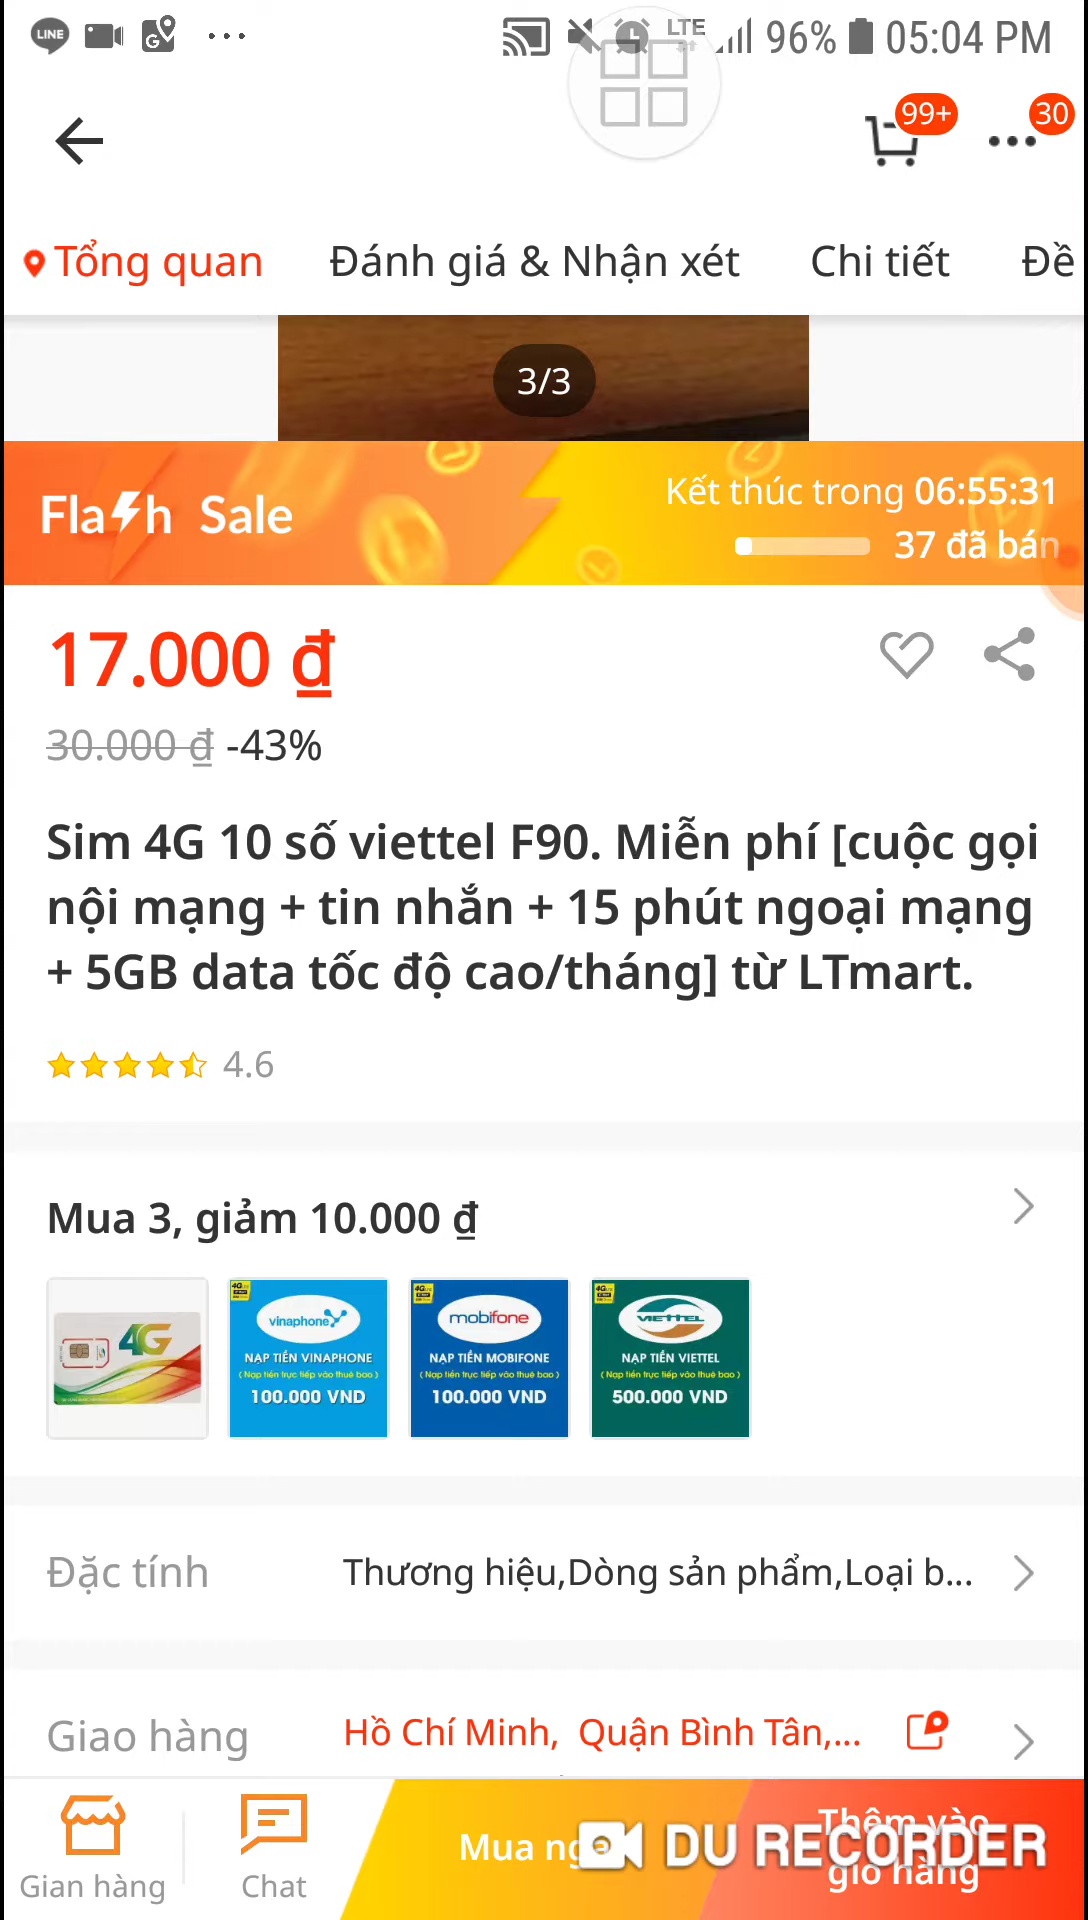 LINE
G
LTE
96%
05:04 PM
99+
30
Tổng quan
Đánh giá & Nhận xét
Chi tiết
Đề
3/3
Flash Sale
Kết thúc trong 06:55:31
37 đã bán
17.000 ₫
30.000 ₫ -43%
Sim 4G 10 số viettel F90. Miễn phí [cuộc gọi
nội mạng + tin nhắn + 15 phút ngoại mạng
+ 5GB data tốc độ cao/tháng] từ LTmart.
4.6
Mua 3, giảm 10.000 ₫
4G
vinaphone
NẠP TIỀN VINAPHONE
(Nạp tiền trực tiếp vào thuê bao)
100.000 VND
mobifone
NẠP TIỀN MOBIFONE
(Nạp tiền trực tiếp vào thuê bao)
100.000 VND
VIETTEL
NẠP TIỀN VIETTEL
(Nạp tiền trực tiếp vào thuê bao)
500.000 VND
Đặc tính
Thương hiệu,Dòng sản phẩm,Loại b...
Giao hàng
Hồ Chí Minh, Quận Bình Tân,...
Gian hàng
Chat
Mua nga
Thêm vào
giỏ hàng
DU RECORDER